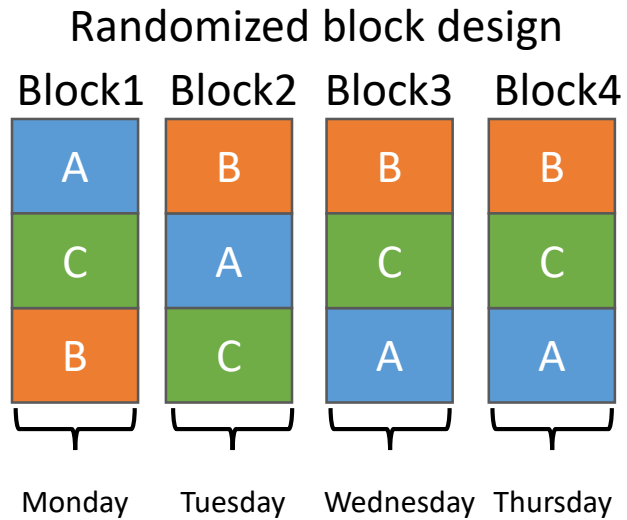 Randomized block design
Block1 Block2 Block3 Block4
A B B B
C A C C
B C A A
Monday Tuesday Wednesday Thursday